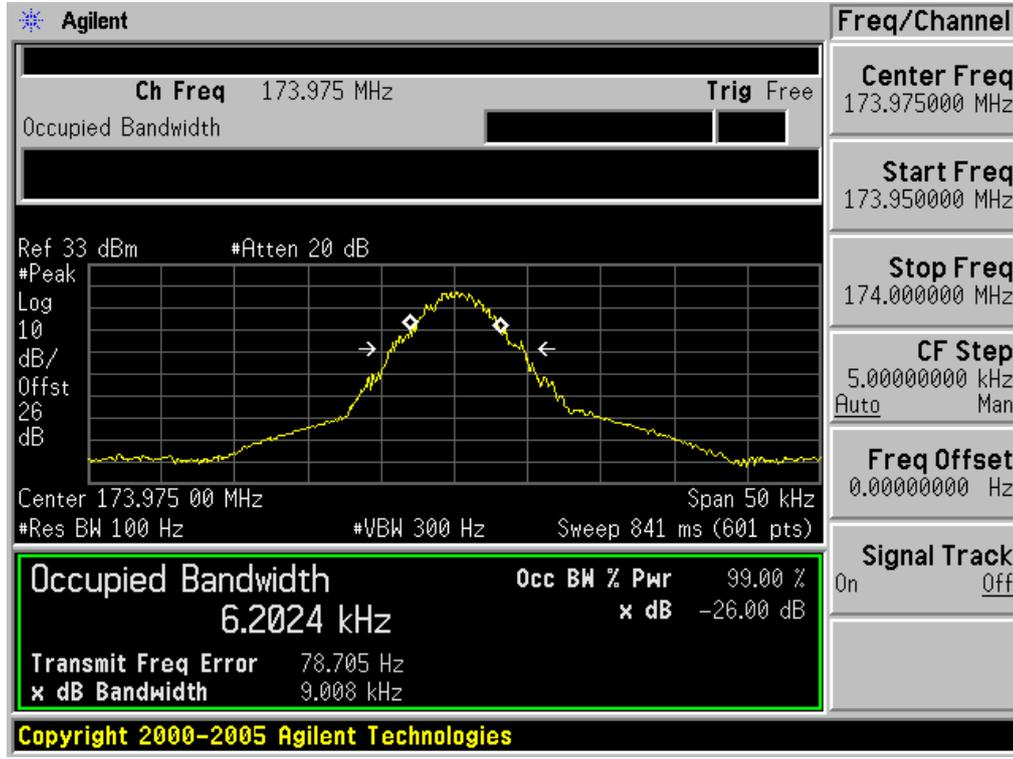 Agilent
Freq/Channel
Ch Freq 173.975 MHz Trig Free
Occupied Bandwidth
Center Freq
173.975000 MHz
Start Freq
173.950000 MHz
Stop Freq
174.000000 MHz
CF Step
5.00000000 kHz
Auto Man
Freq Offset
0.00000000 Hz
Signal Track
On Off
Ref 33 dBm #Atten 20 dB
#Peak
Log
10
dB/
Offst
26
dB
Center 173.975 00 MHz Span 50 kHz
#Res BW 100 Hz #VBW 300 Hz Sweep 841 ms (601 pts)
Occupied Bandwidth
6.2024 kHz
Occ BW % Pwr 99.00 %
x dB -26.00 dB
Transmit Freq Error 78.705 Hz
x dB Bandwidth 9.008 kHz
Copyright 2000-2005 Agilent Technologies